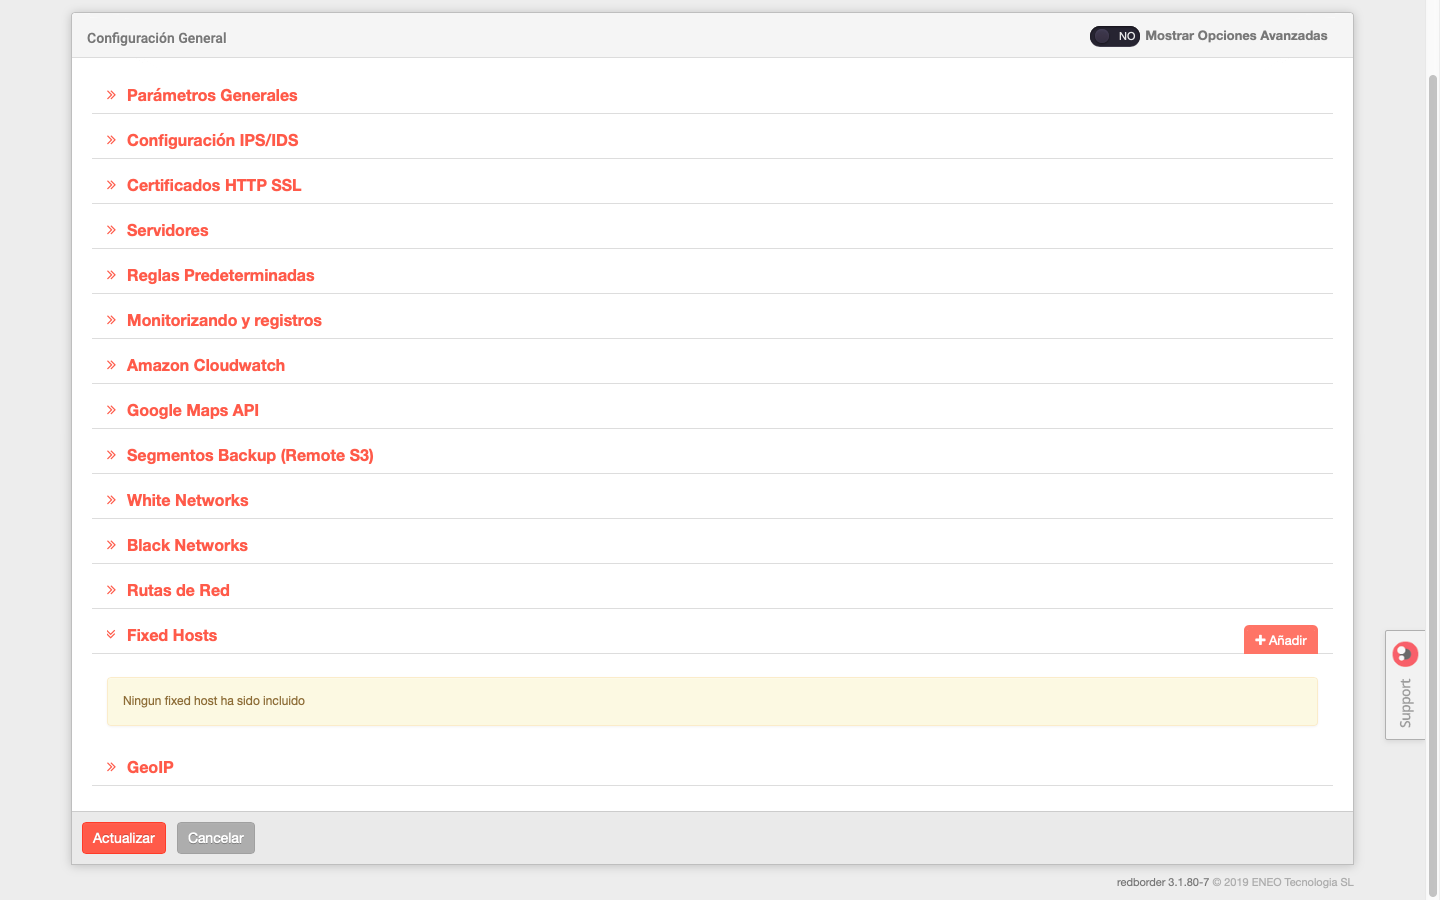 Configuración General
NO Mostrar Opciones Avanzadas
Parámetros Generales
Configuración IPS/IDS
Certificados HTTP SSL
Servidores
Reglas Predeterminadas
Monitorizando y registros
Amazon Cloudwatch
Google Maps API
Segmentos Backup (Remote S3)
White Networks
Black Networks
Rutas de Red
Fixed Hosts
+ Añadir
Ningun fixed host ha sido incluido
GeoIP
Actualizar
Cancelar
Support
redborder 3.1.80-7 © 2019 ENEO Tecnologia SL